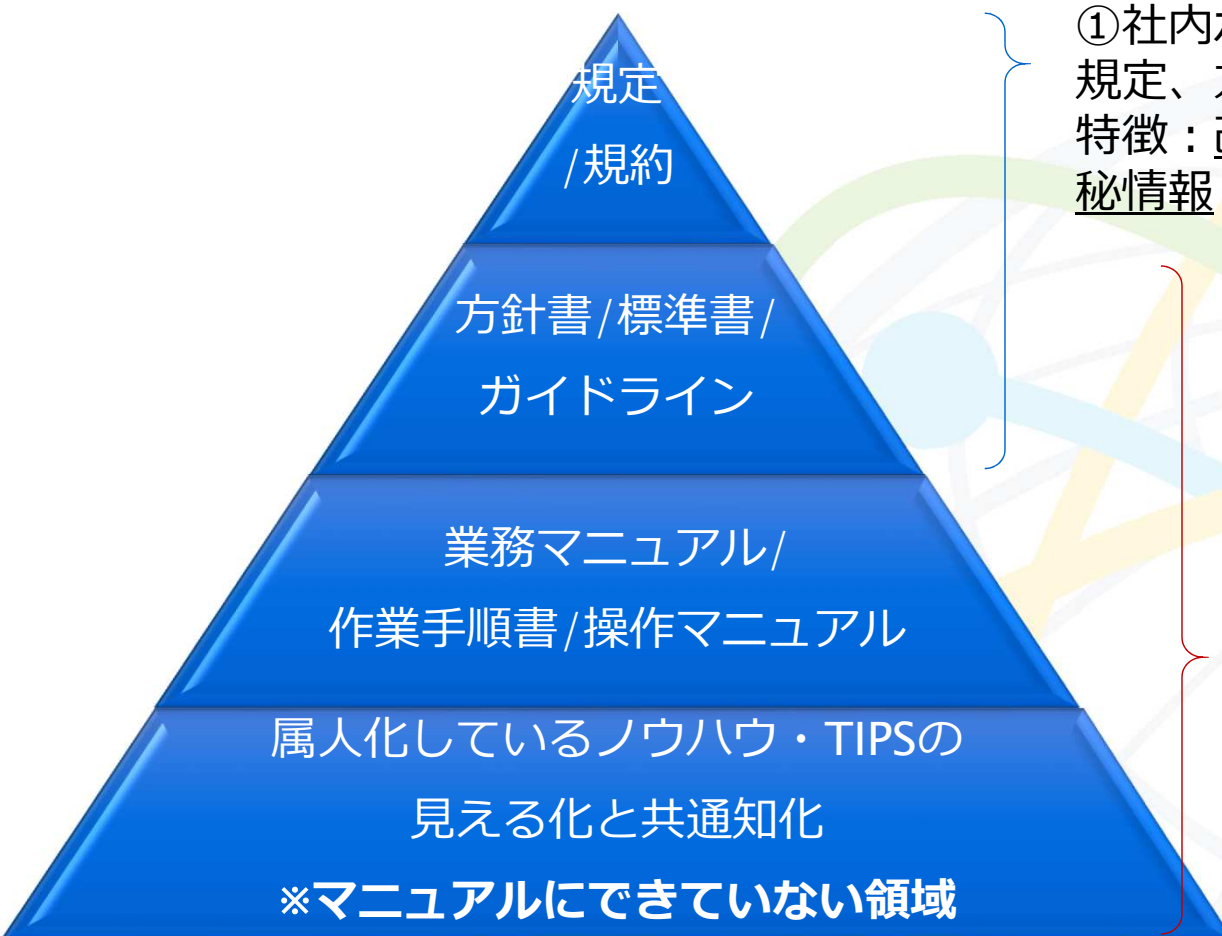 規定
/規約
方針書/標準書/
ガイドライン
業務マニュアル/
作業手順書/操作マニュアル
属人化しているノウハウ・TIPSの
見える化と共通知化
※マニュアルにできていない領域
①社内
規定、
特徴：
秘情報